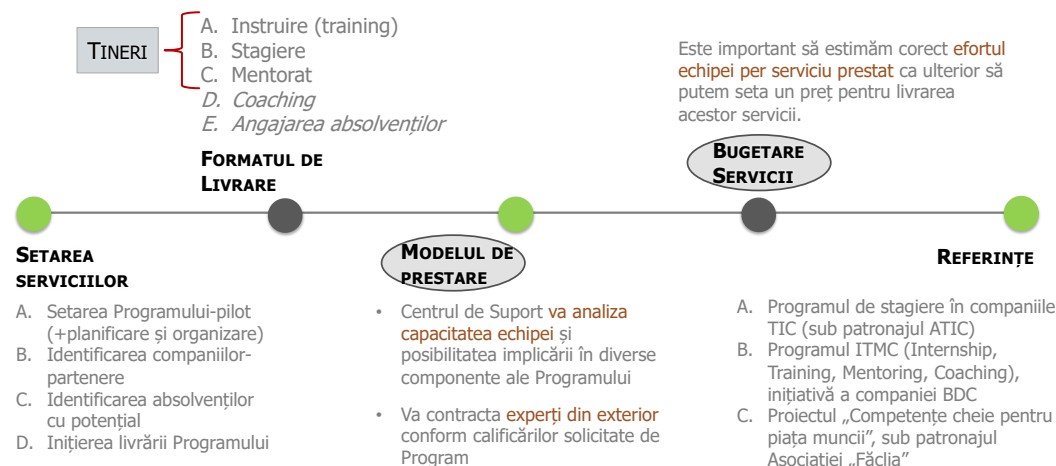 TINERI
A. Instruire (training)
B. Stagiere
C. Mentorat
D. Coaching
E. Angajarea absolvenților
FORMATUL DE
LIVRARE
Este important să estimăm corect efortul
echipei per serviciu prestat ca ulterior să
putem seta un preț pentru livrarea
acestor servicii.
BUGETARE
SERVICII
SETAREA
SERVICIILOR
A. Setarea Programului-pilot
(+planificare și organizare)
B. Identificarea companiilor-
partenere
C. Identificarea absolvenților
cu potențial
D. Inițierea livrării Programului
MODELUL DE
PRESTARE
• Centrul de Suport va analiza
capacitatea echipei și
posibilitatea implicării în diverse
componente ale Programului
• Va contracta experți din exterior
conform calificărilor solicitate de
Program
REFERINȚE
A. Programul de stagiere în companiile
TIC (sub patronajul ATIC)
B. Programul ITMC (Internship,
Training, Mentoring, Coaching),
inițiativă a companiei BDC
C. Proiectul „Competențe cheie pentru
piața muncii”, sub patronajul
Asociației „Făclia”